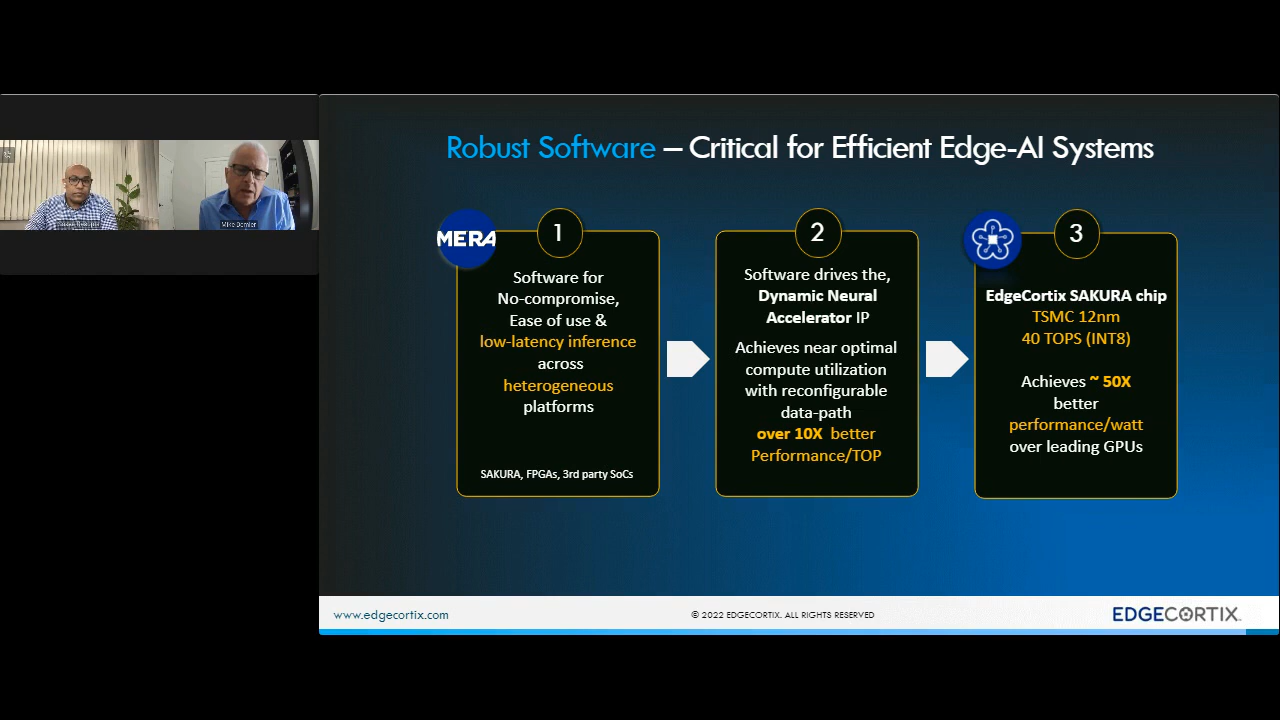 Robust Software – Critical for Efficient Edge-AI Systems
MERA
1
Software for
No-compromise,
Ease of use &
low-latency inference
across
heterogeneous
platforms
SAKURA, FPGAs, 3rd party SoCs
2
Software drives the,
Dynamic Neural
Accelerator IP
Achieves near optimal
compute utilization
with reconfigurable
data-path
over 10X better
Performance/TOP
3
EdgeCortix SAKURA chip
TSMC 12nm
40 TOPS (INT8)
Achieves ~ 50X
better
performance/watt
over leading GPUs
Mike Demler
www.edgecortix.com
© 2022 EDGECORTIX. ALL RIGHTS RESERVED
EDGECORTIX